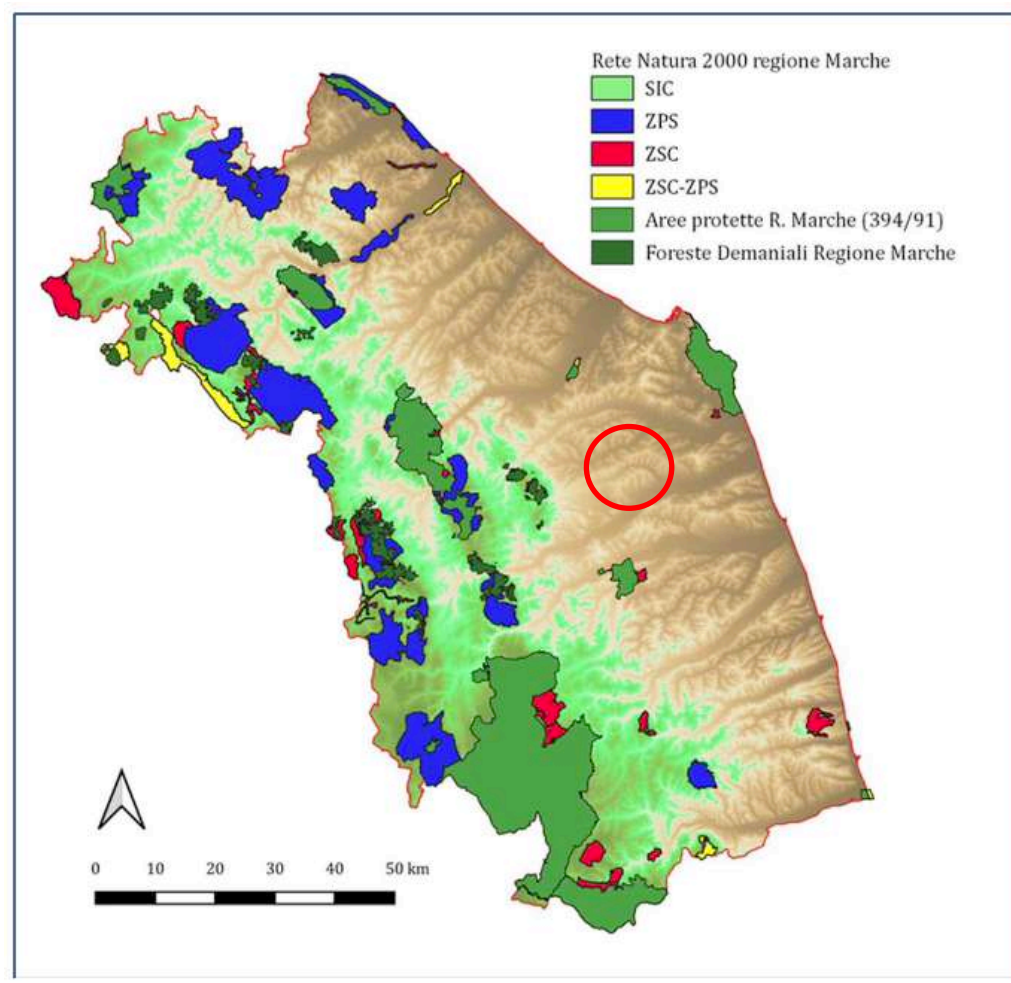 Rete Natura 2000 regione Marche
SIC
ZPS
ZSC
ZSC-ZPS
Aree protette R. Marche (394/91)
Foreste Demaniali Regione Marche
0 10 20 30 40 50 km